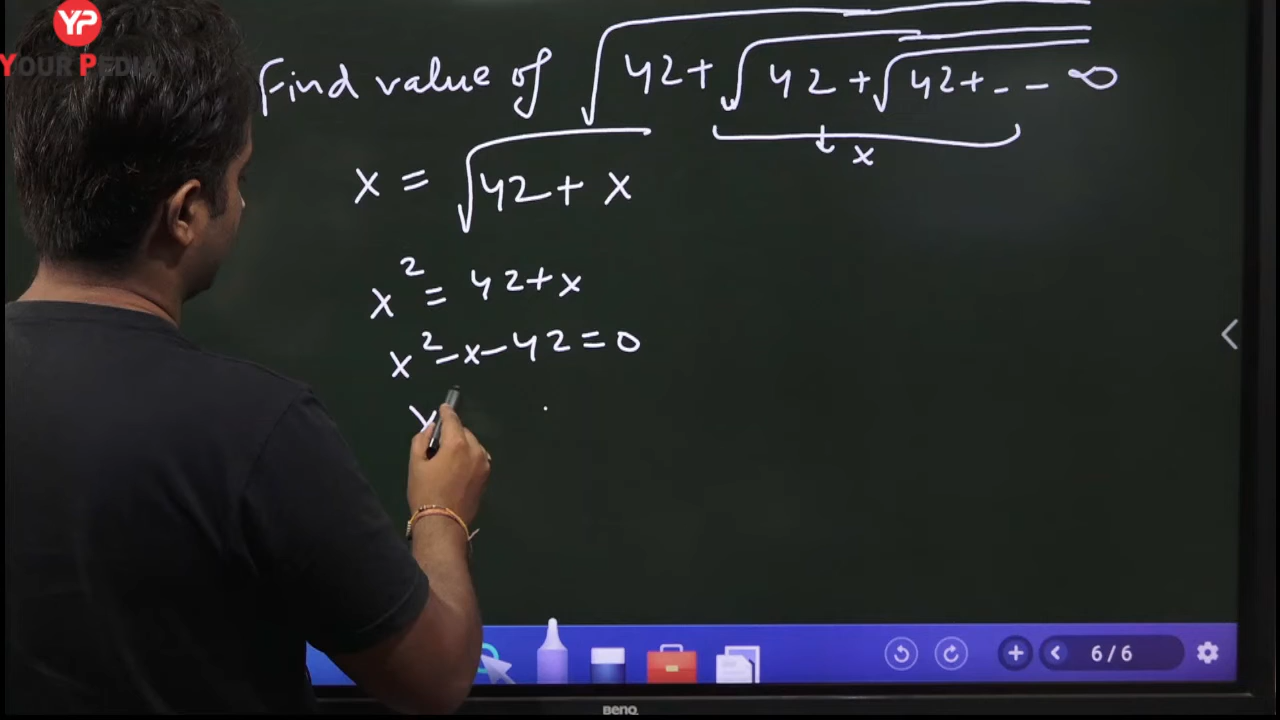 YP
YOUR PEDIA
Find value of √42+√42+√42+-- ∞
x
x = √42+x
x² = 42+x
x²-x-42=0
6/6
BenQ